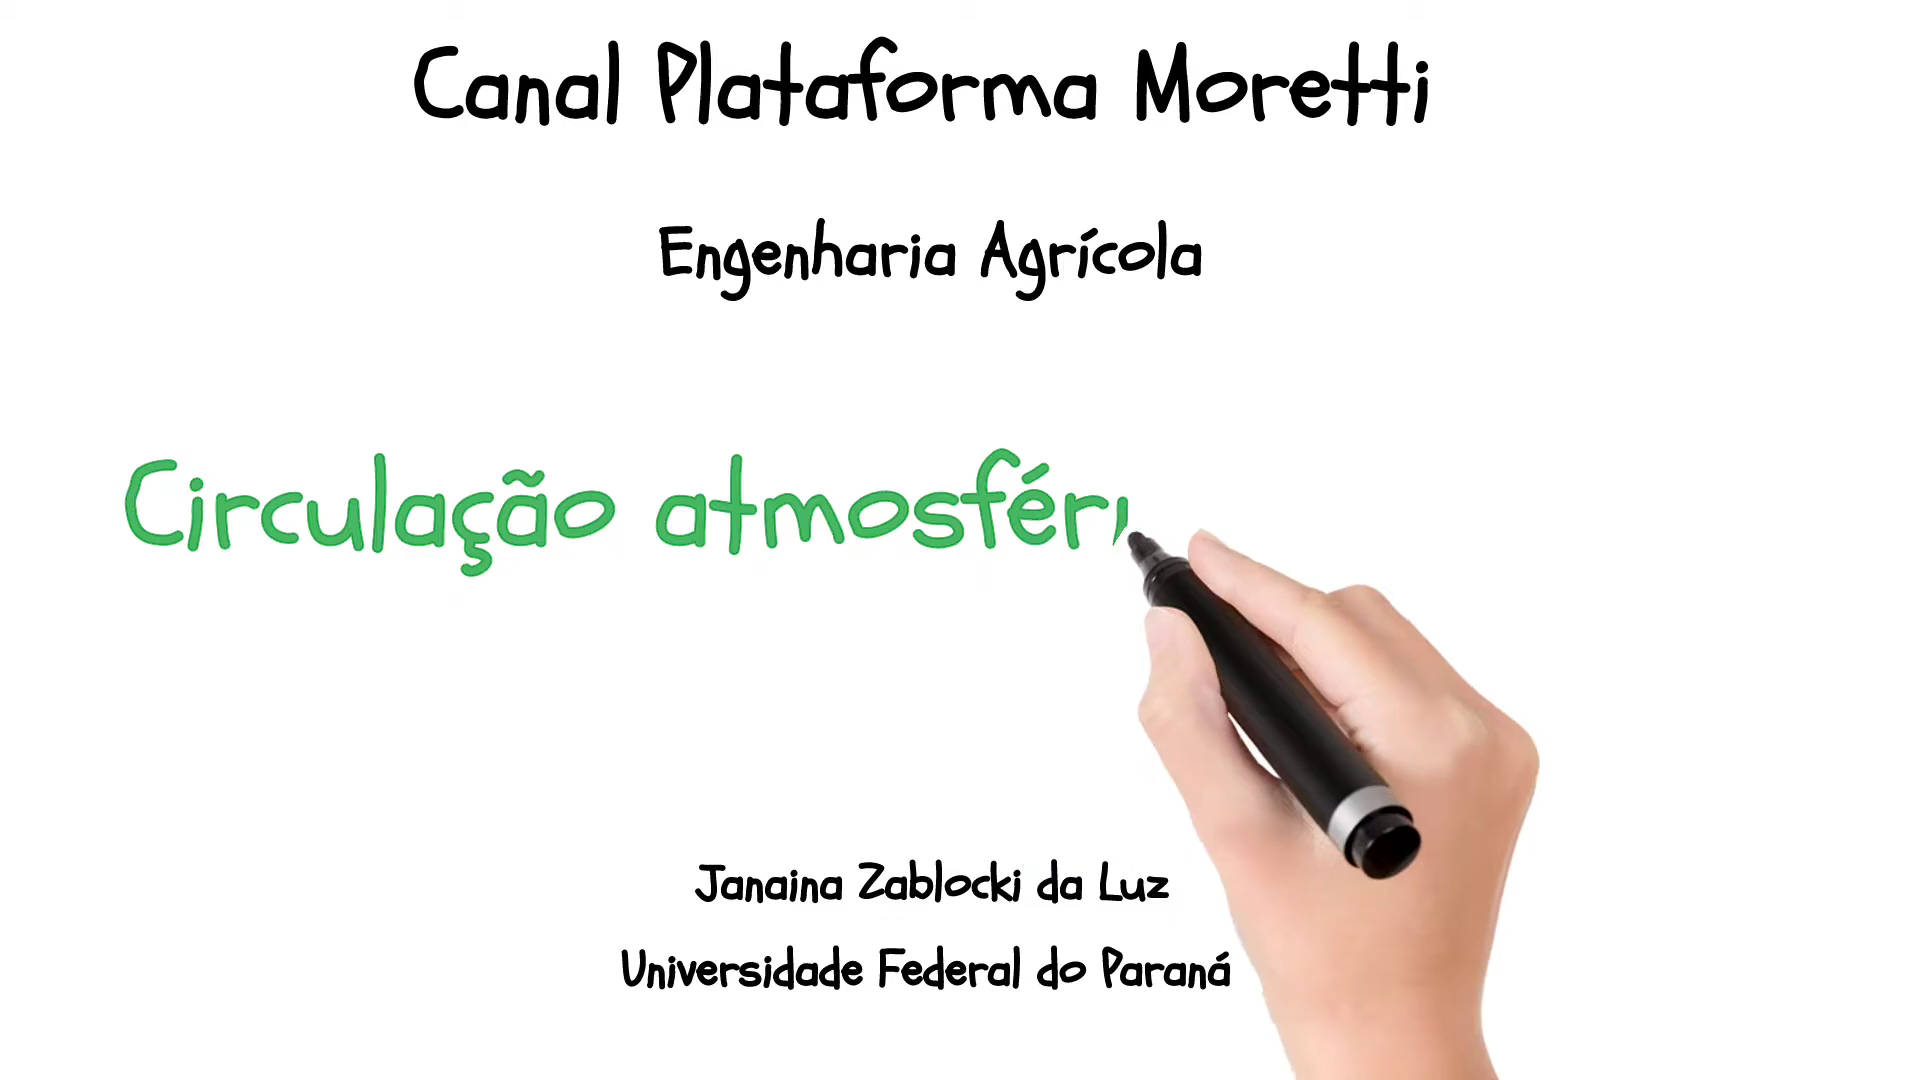 Canal Plataforma Moretti
Engenharia Agrícola
Circulação atmosféri
Janaina Zablocki da Luz
Universidade Federal do Paraná